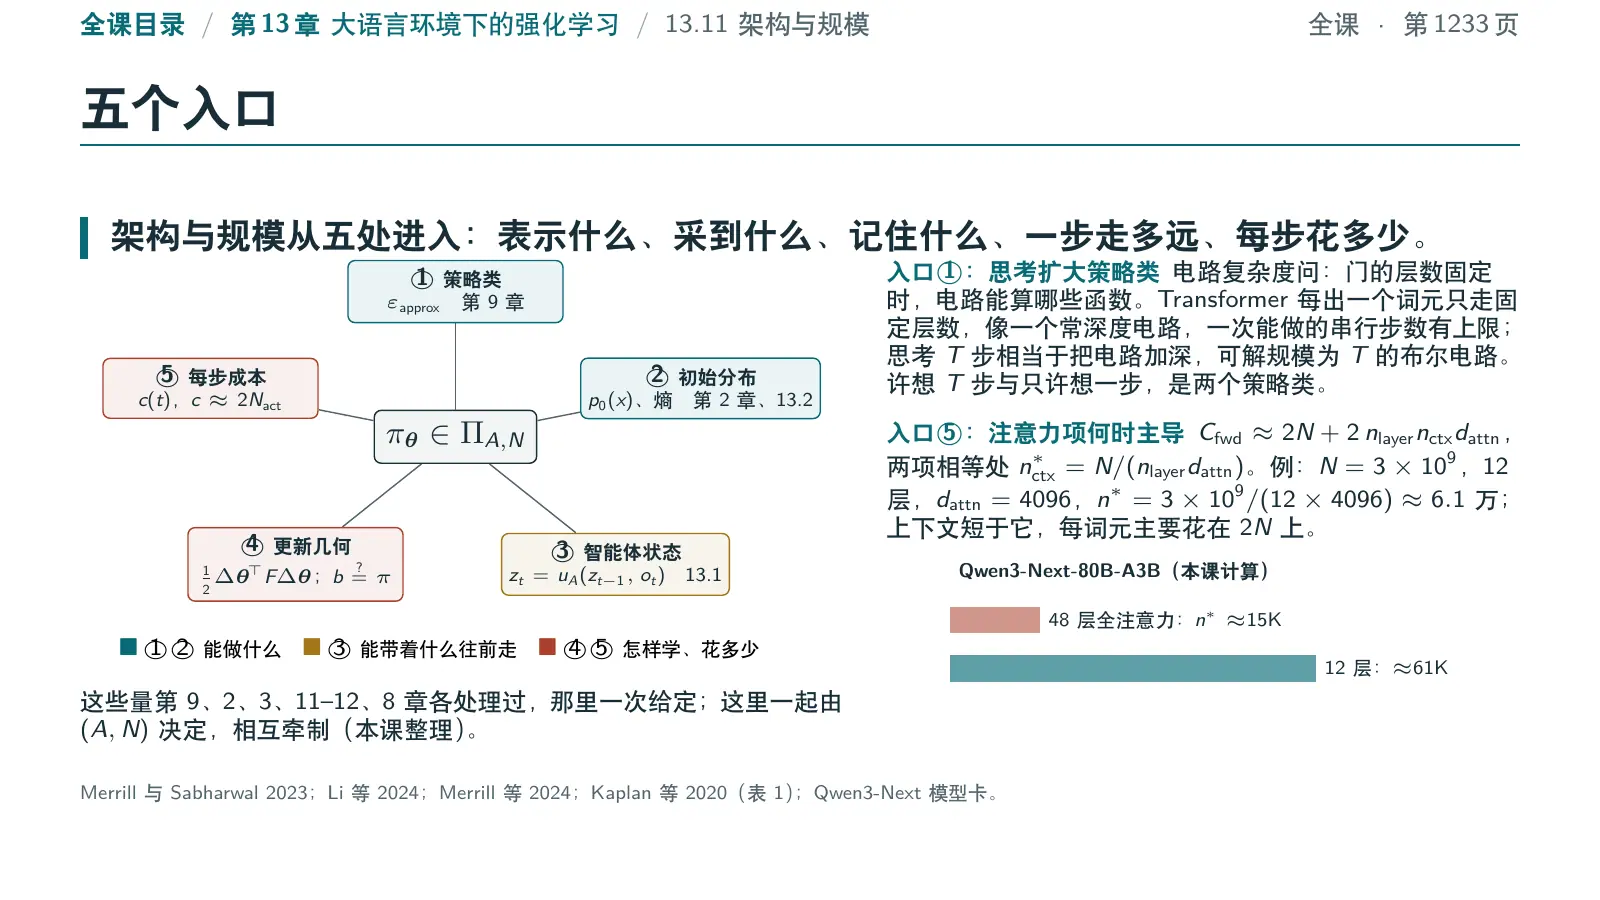 全课目录 / 第 13 章 大语言环境下的强化学习 / 13.11 架构与规模
全课 · 第 1233 页
五个入口
架构与规模从五处进入：表示什么、采到什么、记住什么、一步走多远、每步花多少。
① 策略类
ε_approx 第 9 章
⑤ 每步成本
c(t)，c ≈ 2N_act
② 初始分布
p₀(x)、熵 第 2 章、13.2
π_θ ∈ Π_{A,N}
④ 更新几何
½Δθ^⊤FΔθ；b ≟ π
③ 智能体状态
z_t = u_A(z_{t−1}, o_t) 13.1
①② 能做什么 ③ 能带着什么往前走 ④⑤ 怎样学、花多少
这些量第 9、2、3、11–12、8 章各处理过，那里一次给定；这里一起由
(A, N) 决定，相互牵制（本课整理）。
入口①：思考扩大策略类 电路复杂度问：门的层数固定
时，电路能算哪些函数。Transformer 每出一个词元只走固
定层数，像一个常深度电路，一次能做的串行步数有上限；
思考 T 步相当于把电路加深，可解规模为 T 的布尔电路。
许想 T 步与只许想一步，是两个策略类。
入口⑤：注意力项何时主导 C_fwd ≈ 2N + 2 n_layer n_ctx d_attn，
两项相等处 n*_ctx = N/(n_layer d_attn)。例：N = 3 × 10⁹，12
层，d_attn = 4096，n* = 3 × 10⁹/(12 × 4096) ≈ 6.1 万；
上下文短于它，每词元主要花在 2N 上。
Qwen3-Next-80B-A3B（本课计算）
48 层全注意力：n* ≈15K
12 层：≈61K
Merrill 与 Sabharwal 2023；Li 等 2024；Merrill 等 2024；Kaplan 等 2020（表 1）；Qwen3-Next 模型卡。